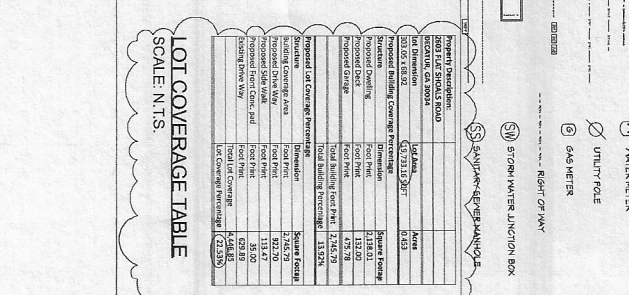 WATER METER
UTILITY POLE
G GAS METER
RIGHT OF WAY
SW STORM WATER JUNCTION BOX
SS SANITARY SEWER MANHOLE
Property Description:
2603 FLAT SHOALS ROAD
DECATUR, GA 30034
Lot Dimension Lot Area Acres
303.05 x 68.92 19,733.16 SQFT 0.453
Proposed Building Coverage Percentage
Structure Dimension Square Footage
Proposed Dwelling Foot Print 2,138.01
Proposed Deck Foot Print 132.00
Proposed Garage Foot Print 475.78
Total Building Foot Print 2,745.79
Total Building Percentage 13.92%
Proposed Lot Coverage Percentage
Structure Dimension Square Footage
Building Coverage Area Foot Print 2,745.79
Proposed Drive Way Foot Print 922.70
Proposed Side Walk Foot Print 113.47
Proposed Front Conc. pad Foot Print 35.00
Existing Drive Way Foot Print 629.89
Total Lot Coverage 4,446.85
Lot Coverage Percentage 22.53%
LOT COVERAGE TABLE
SCALE: N.T.S.